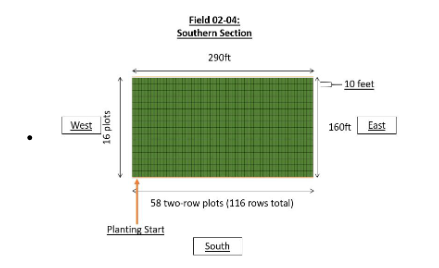 Field 02-04:
Southern Section
290ft
10 feet
West
16 plots
160ft
East
58 two-row plots (116 rows total)
Planting Start
South